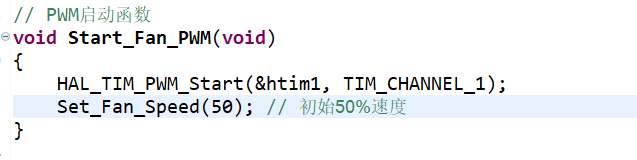 // PWM启动函数
void Start_Fan_PWM(void)
{
    HAL_TIM_PWM_Start(&htim1, TIM_CHANNEL_1);
    Set_Fan_Speed(50); // 初始50%速度
}